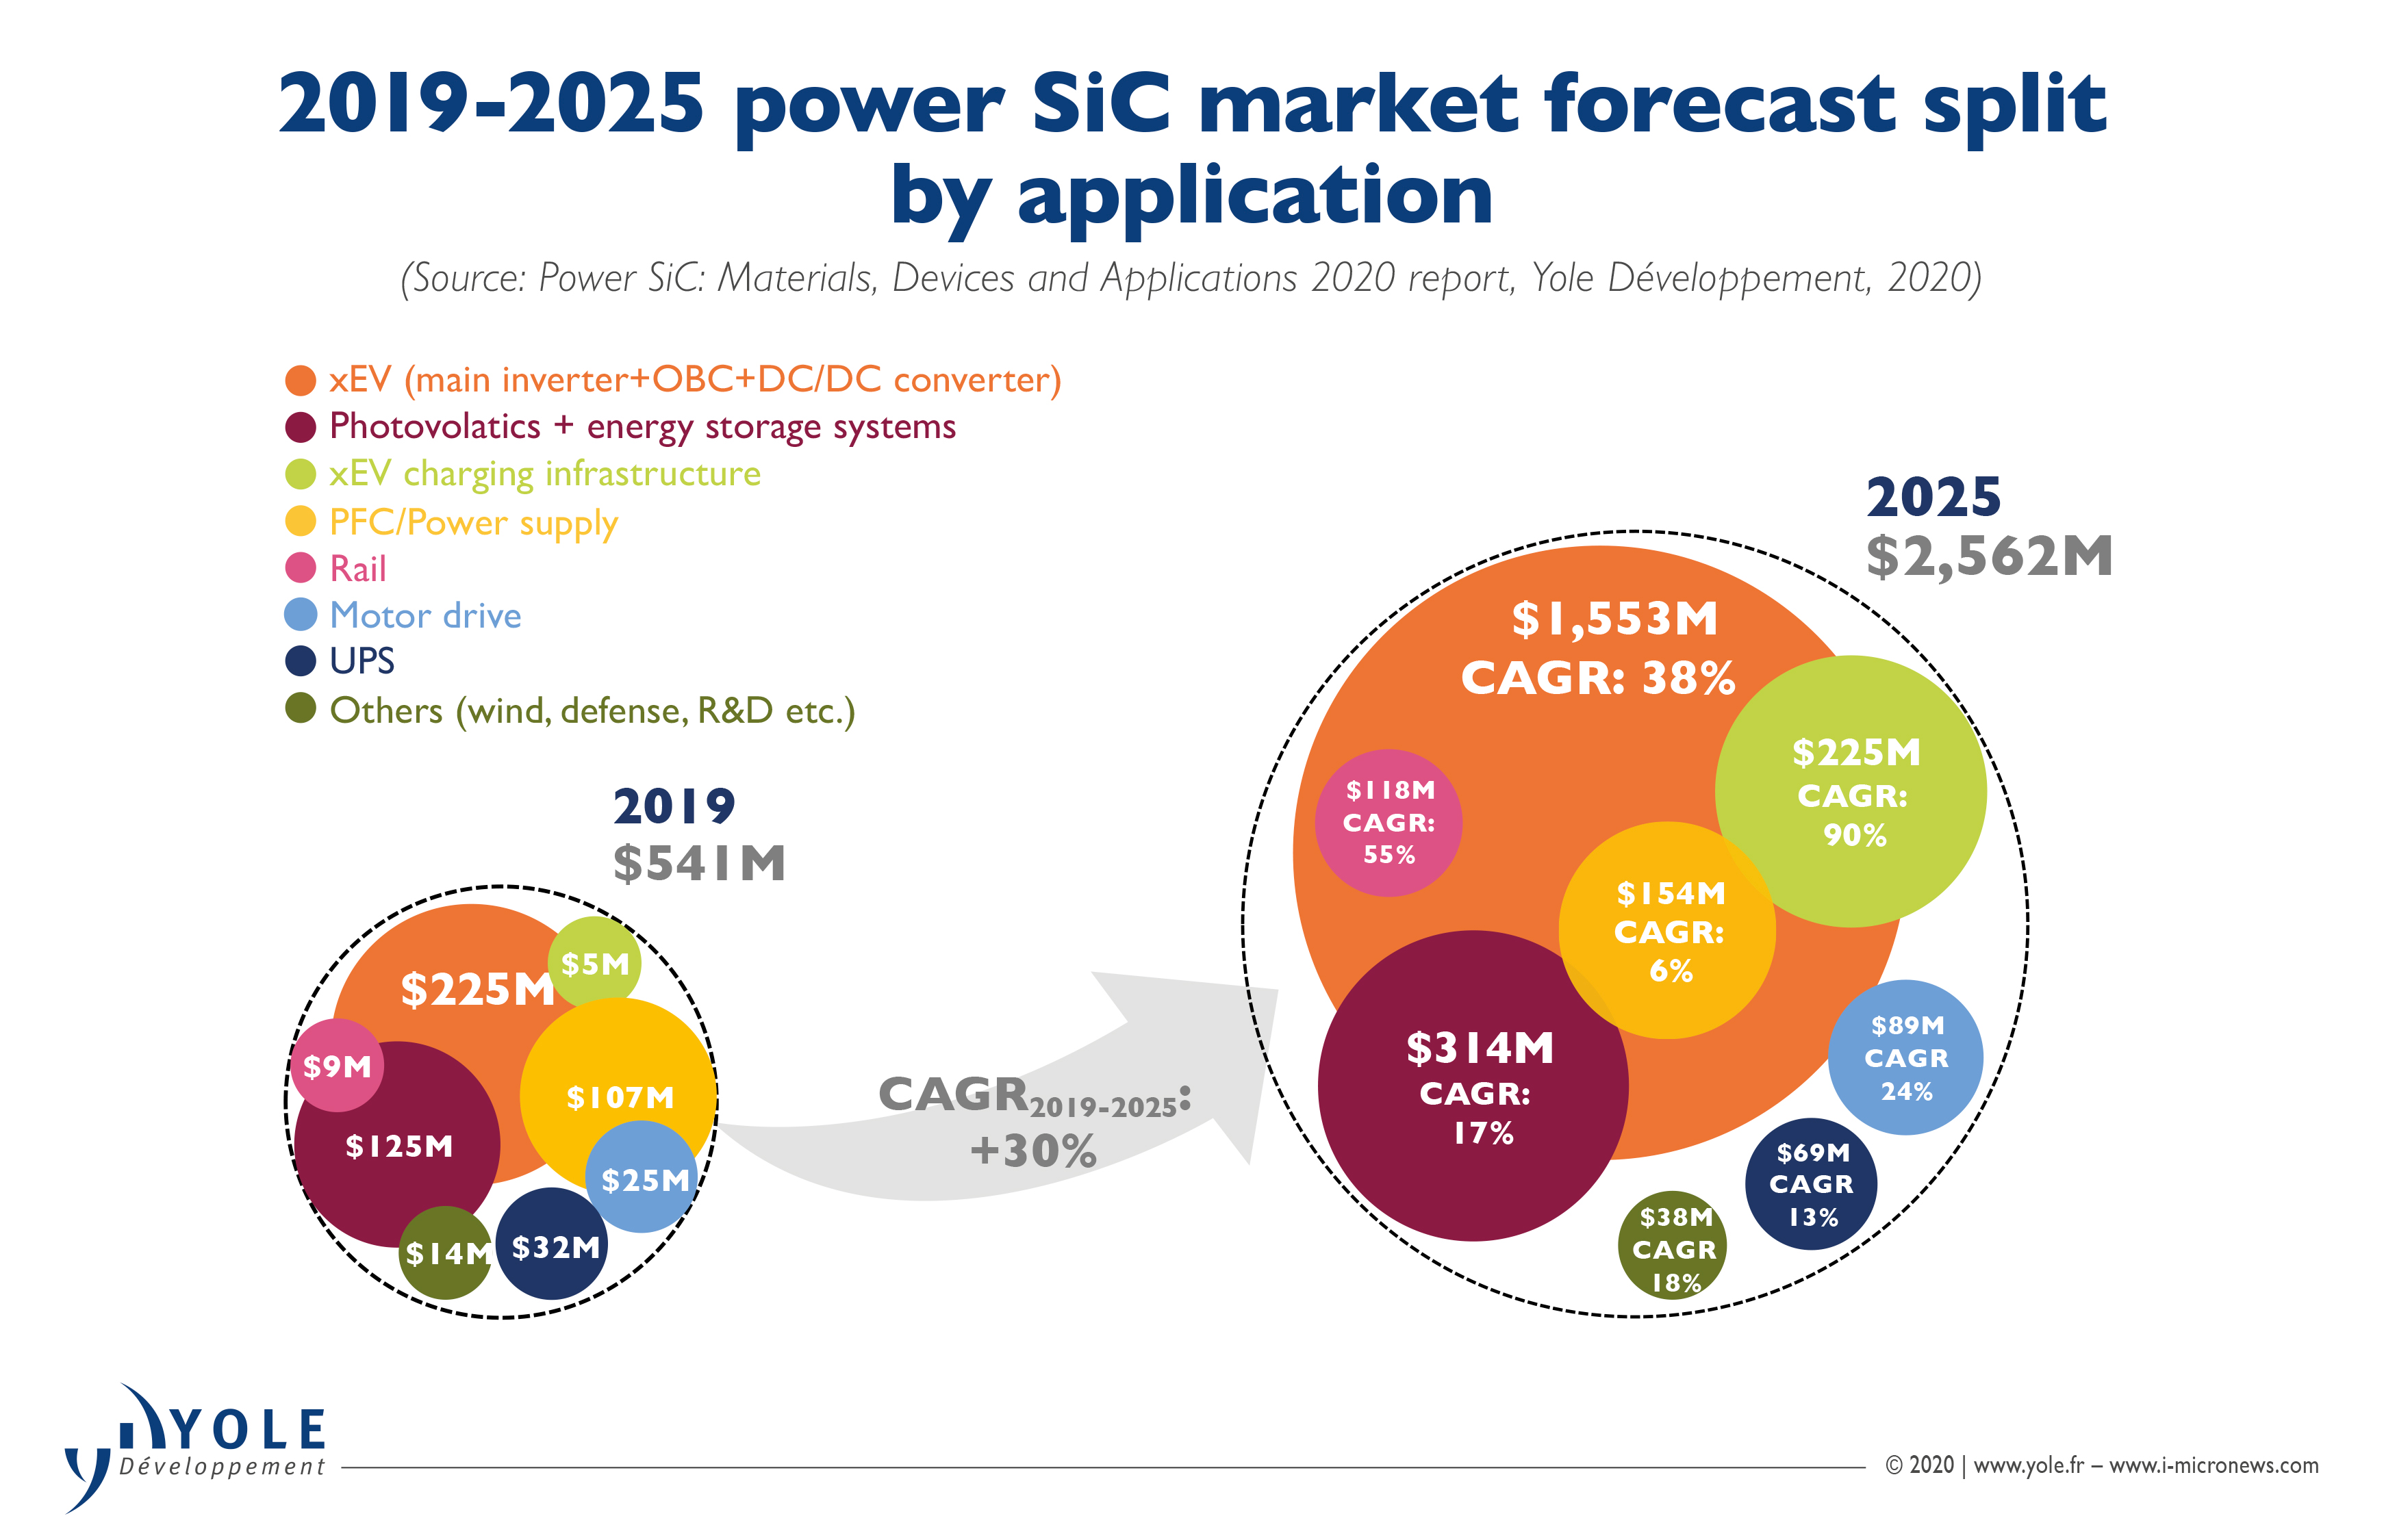 2019-2025 power SiC market forecast split
by application
(Source: Power SiC: Materials, Devices and Applications 2020 report, Yole Développement, 2020)
xEV (main inverter+OBC+DC/DC converter)
Photovolatics + energy storage systems
xEV charging infrastructure
PFC/Power supply
Rail
Motor drive
UPS
Others (wind, defense, R&D etc.)
2019
$541M
$225M
$5M
$9M
$107M
$125M
$25M
$14M
$32M
CAGR2019-2025:
+30%
2025
$2,562M
$1,553M
CAGR: 38%
$225M
CAGR:
90%
$118M
CAGR:
55%
$154M
CAGR:
6%
$314M
CAGR:
17%
$89M
CAGR
24%
$69M
CAGR
13%
$38M
CAGR
18%
YOLE
Développement
© 2020 | www.yole.fr – www.i-micronews.com